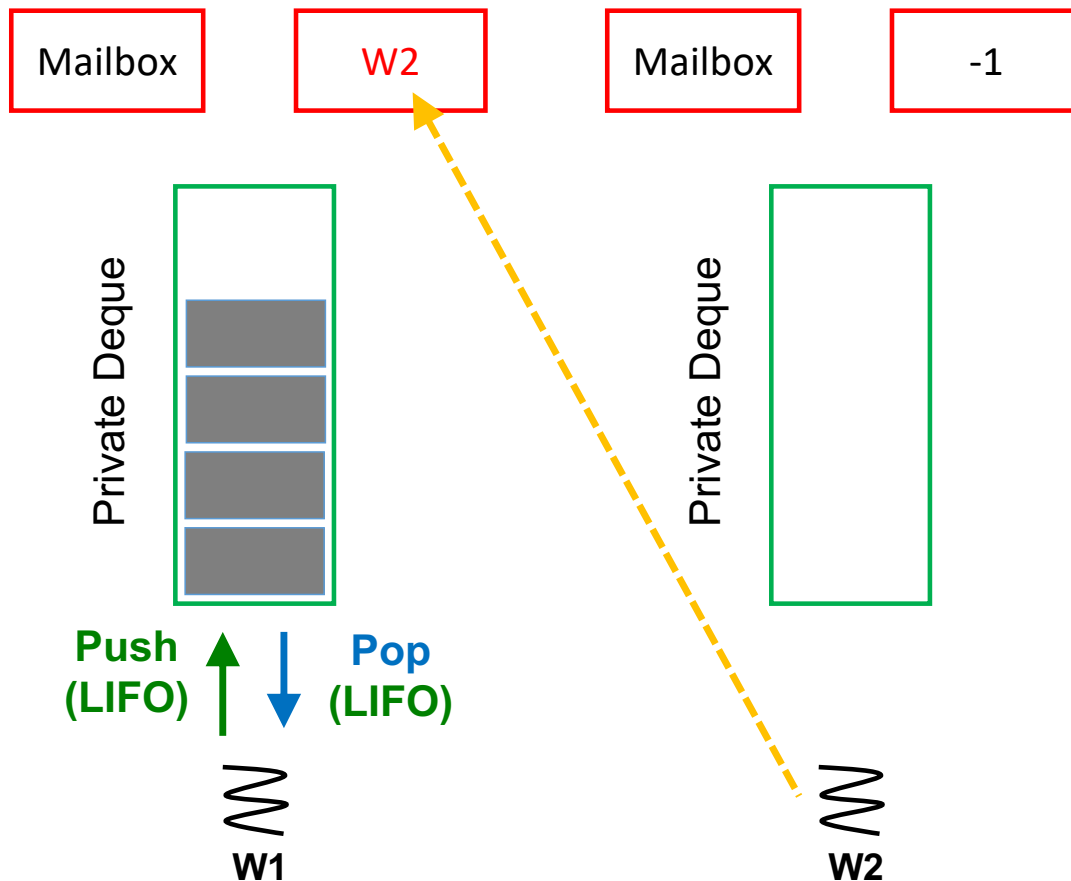 Mailbox
W2
Mailbox
-1
Private Deque
Private Deque
Push
(LIFO)
Pop
(LIFO)
W1
W2